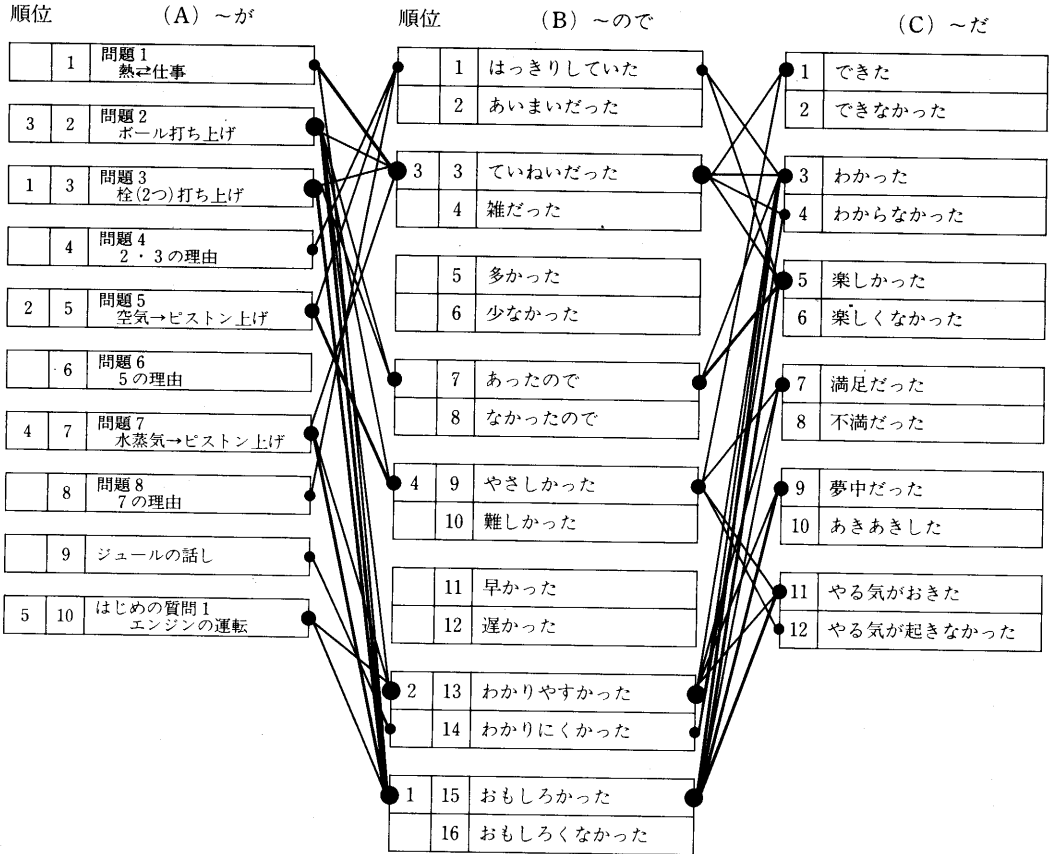 順位
(A) ~が
1 問題1
熱⇄仕事
3 2 問題2
ボール打ち上げ
1 3 問題3
栓(2つ)打ち上げ
4 問題4
2・3の理由
2 5 問題5
空気→ピストン上げ
6 問題6
5の理由
4 7 問題7
水蒸気→ピストン上げ
8 問題8
7の理由
9 ジュールの話し
5 10 はじめの質問1
エンジンの運転
順位
(B) ~ので
1 はっきりしていた
2 あいまいだった
3 3 ていねいだった
4 雑だった
5 多かった
6 少なかった
7 あったので
8 なかったので
4 9 やさしかった
10 難しかった
11 早かった
12 遅かった
2 13 わかりやすかった
14 わかりにくかった
1 15 おもしろかった
16 おもしろくなかった
(C) ~だ
1 できた
2 できなかった
3 わかった
4 わからなかった
5 楽しかった
6 楽しくなかった
7 満足だった
8 不満だった
9 夢中だった
10 あきあきした
11 やる気がおきた
12 やる気が起きなかった